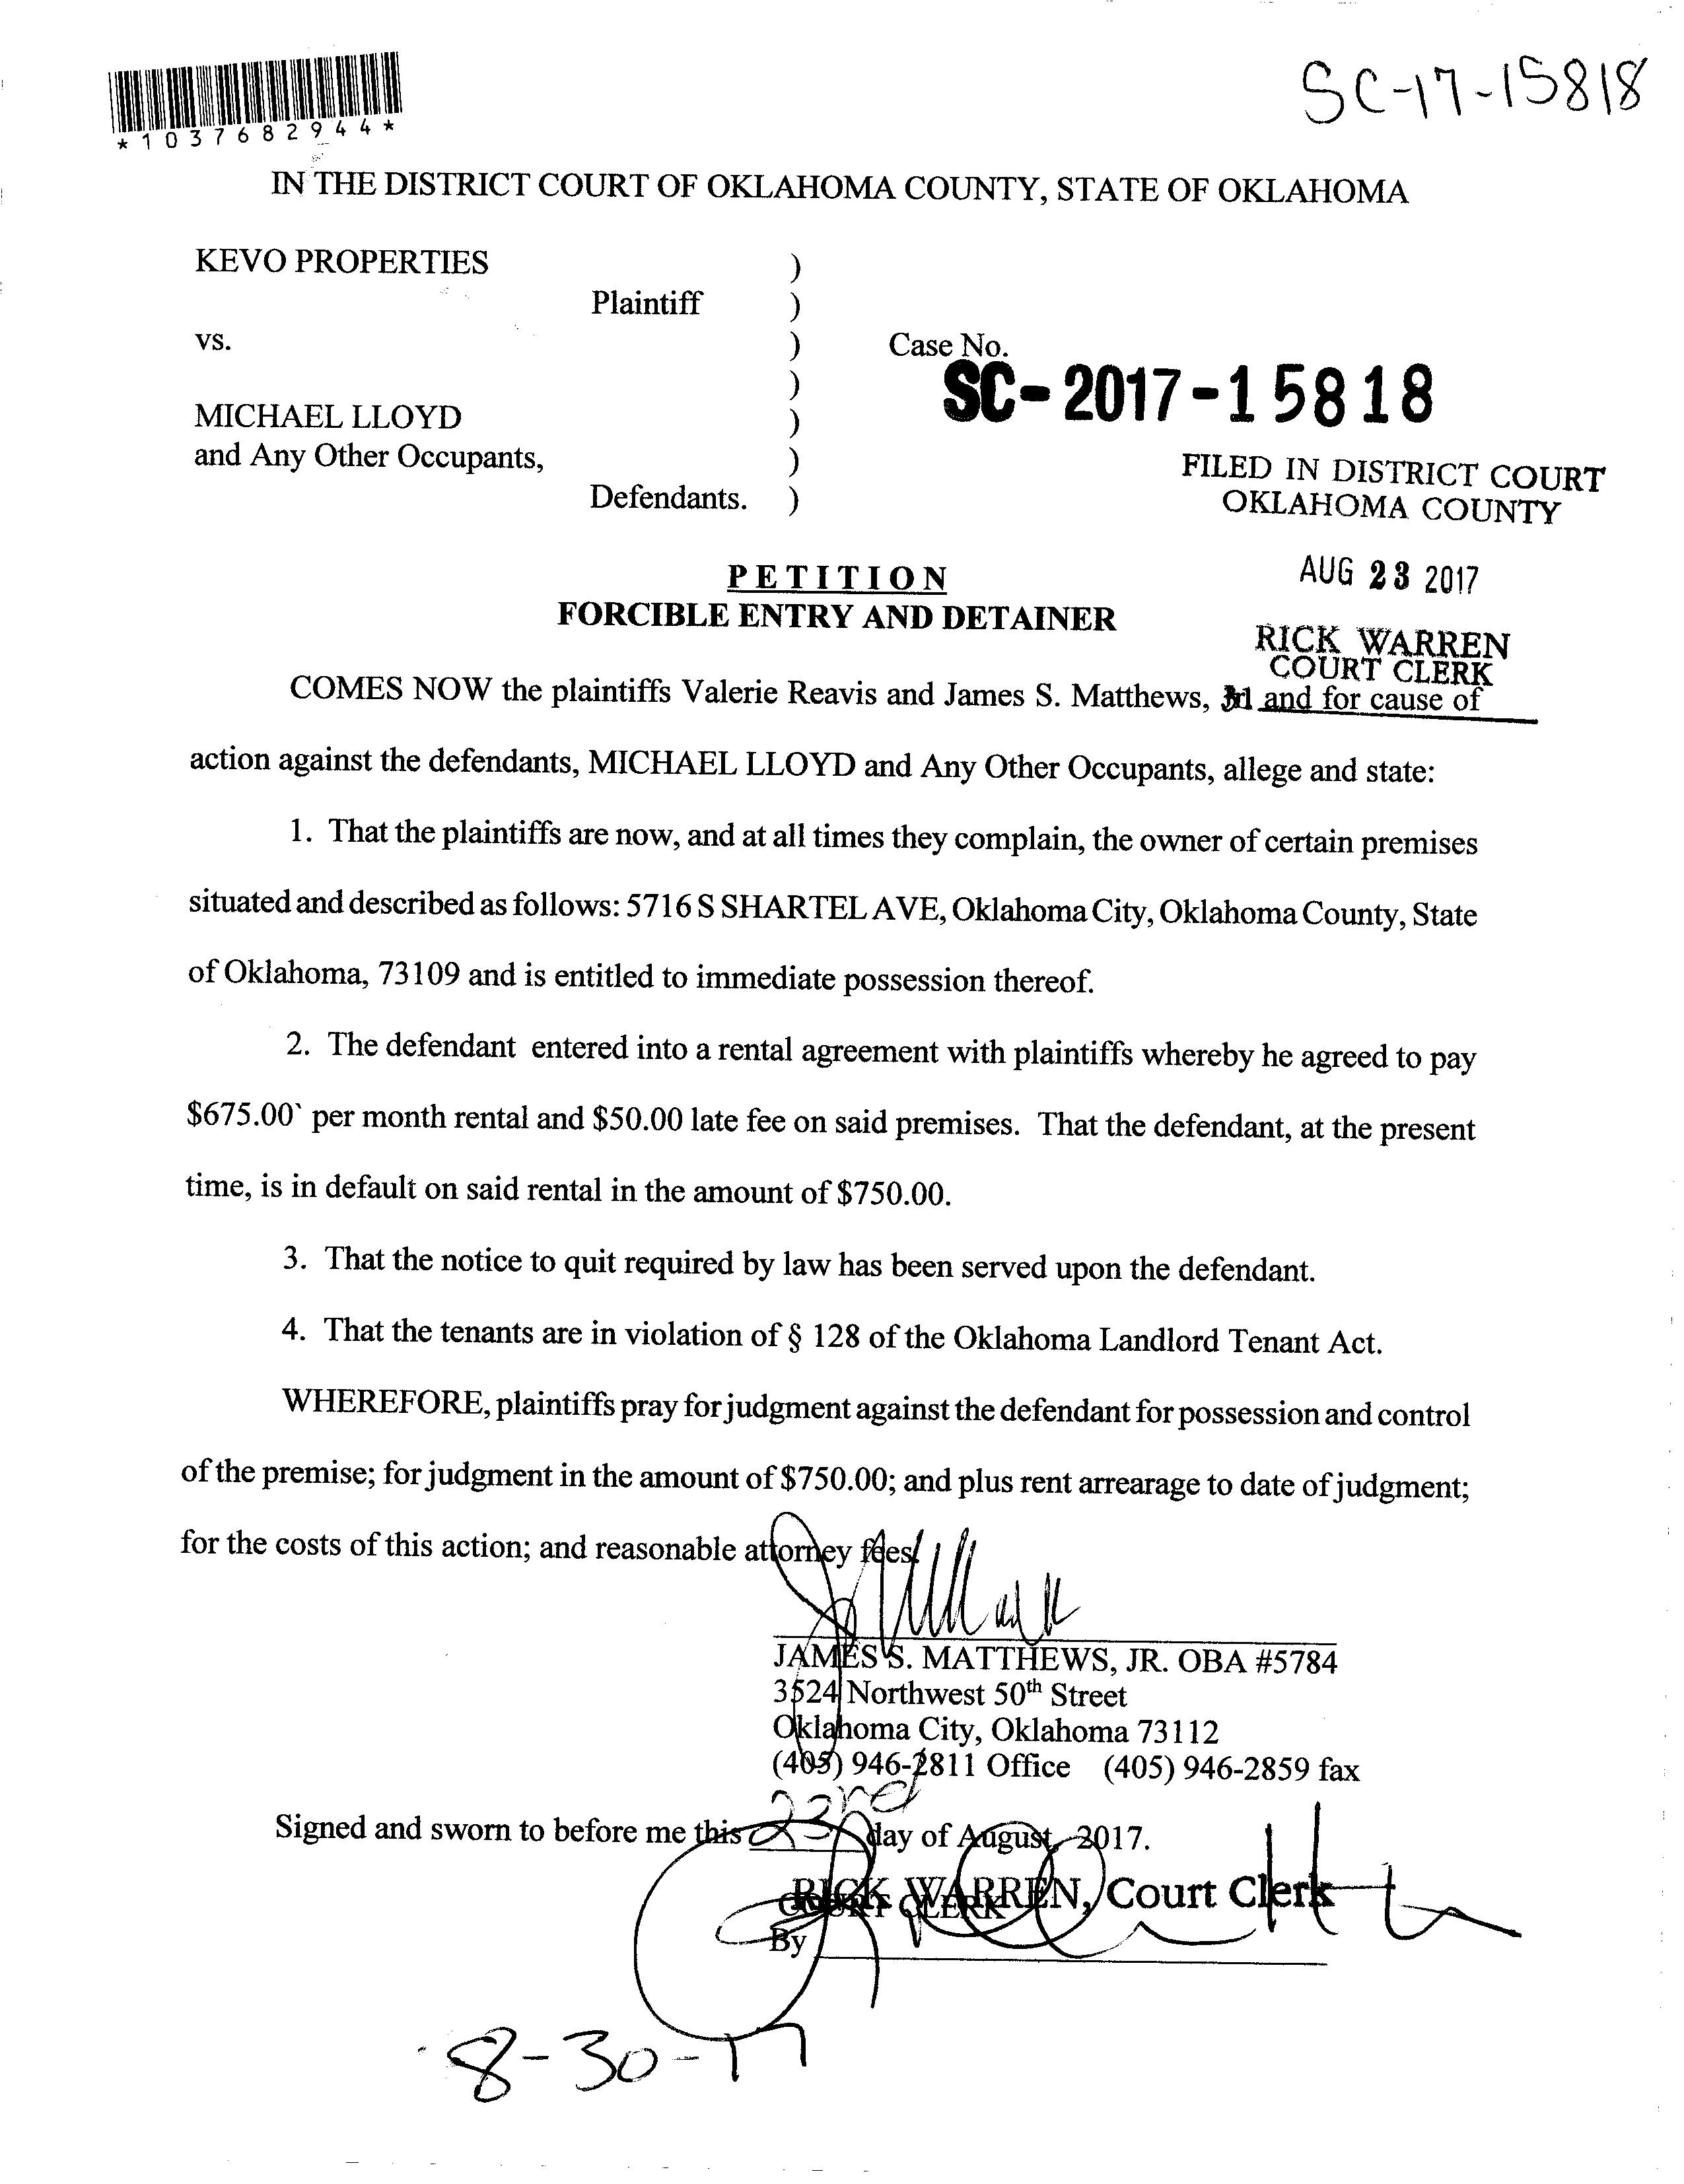 SC-17-15818
*1037682944*
IN THE DISTRICT COURT OF OKLAHOMA COUNTY, STATE OF OKLAHOMA
KEVO PROPERTIES )
Plaintiff )
vs. ) Case No.
) SC-2017-15818
MICHAEL LLOYD )
and Any Other Occupants, )
Defendants. )
FILED IN DISTRICT COURT
OKLAHOMA COUNTY
AUG 23 2017
RICK WARREN
COURT CLERK
PETITION
FORCIBLE ENTRY AND DETAINER
COMES NOW the plaintiffs Valerie Reavis and James S. Matthews, and for cause of
action against the defendants, MICHAEL LLOYD and Any Other Occupants, allege and state:
1. That the plaintiffs are now, and at all times they complain, the owner of certain premises
situated and described as follows: 5716 S SHARTEL AVE, Oklahoma City, Oklahoma County, State
of Oklahoma, 73109 and is entitled to immediate possession thereof.
2. The defendant entered into a rental agreement with plaintiffs whereby he agreed to pay
$675.00` per month rental and $50.00 late fee on said premises. That the defendant, at the present
time, is in default on said rental in the amount of $750.00.
3. That the notice to quit required by law has been served upon the defendant.
4. That the tenants are in violation of § 128 of the Oklahoma Landlord Tenant Act.
WHEREFORE, plaintiffs pray for judgment against the defendant for possession and control
of the premise; for judgment in the amount of $750.00; and plus rent arrearage to date of judgment;
for the costs of this action; and reasonable attorney fees.
JAMES S. MATTHEWS, JR. OBA #5784
3524 Northwest 50th Street
Oklahoma City, Oklahoma 73112
(405) 946-2811 Office (405) 946-2859 fax
Signed and sworn to before me this 23rd day of August, 2017.
RICK WARREN, Court Clerk
COURT CLERK
By
8-30-17